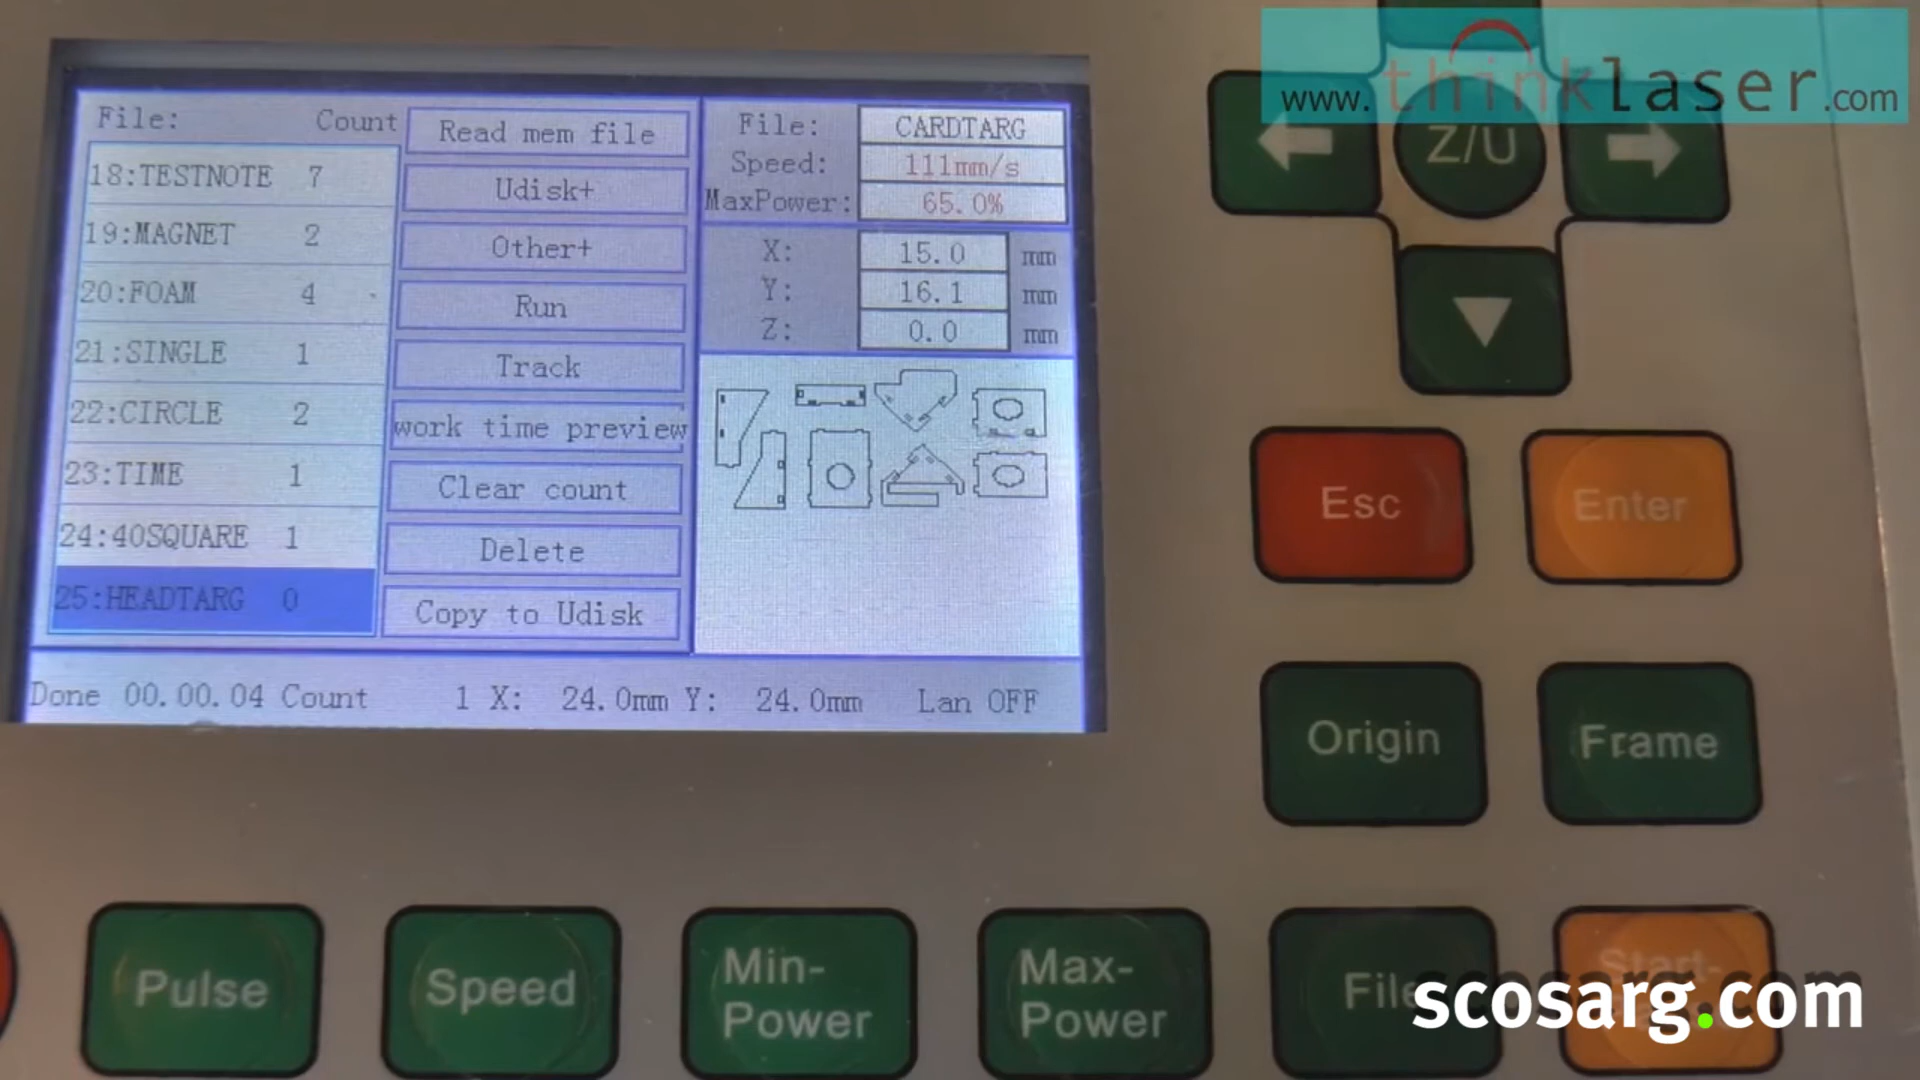 www.thinklaser.com
File: Count
18:TESTNOTE 7
19:MAGNET 2
20:FOAM 4
21:SINGLE 1
22:CIRCLE 2
23:TIME 1
24:40SQUARE 1
25:HEADTARG 0
Read mem file
Udisk+
Other+
Run
Track
work time preview
Clear count
Delete
Copy to Udisk
File: CARDTARG
Speed: 111mm/s
MaxPower: 65.0%
X: 15.0 mm
Y: 16.1 mm
Z: 0.0 mm
Done 00.00.04 Count 1 X: 24.0mm Y: 24.0mm Lan OFF
Z/U
Esc
Enter
Origin
Frame
Pulse
Speed
Min-
Power
Max-
Power
File
Start-
scosarg.com